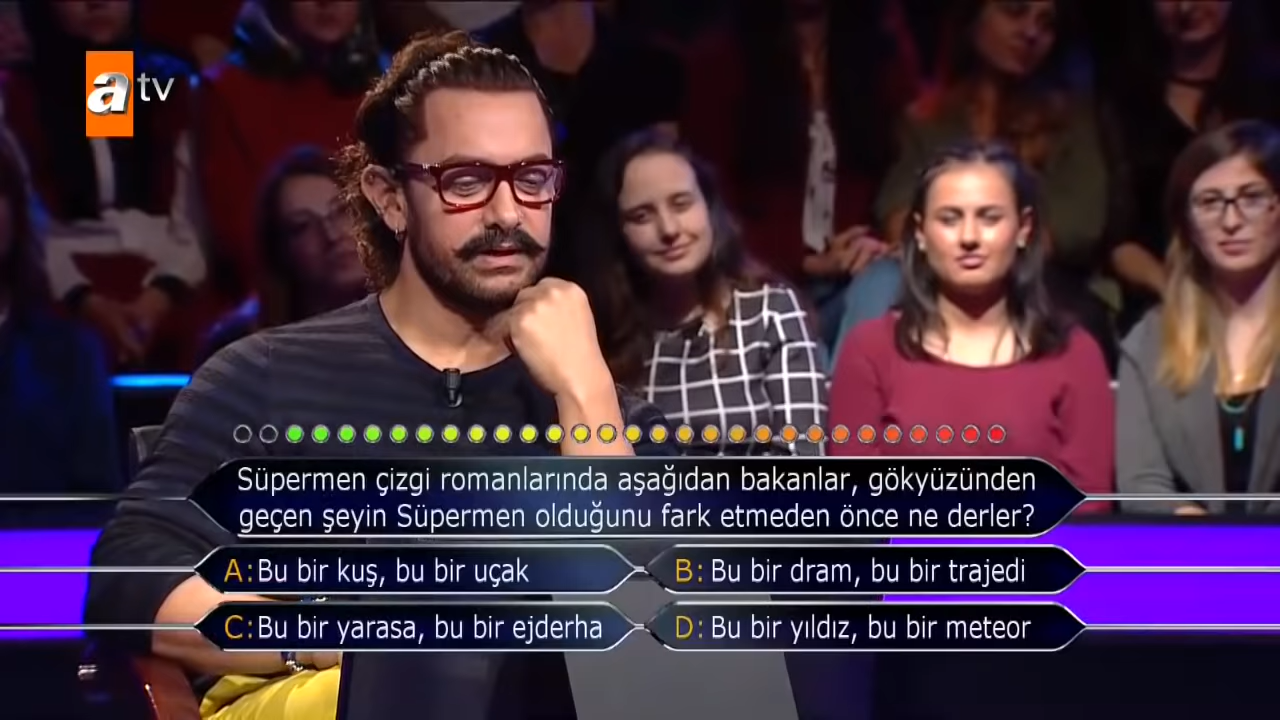 a tv
Süpermen çizgi romanlarında aşağıdan bakanlar, gökyüzünden
geçen şeyin Süpermen olduğunu fark etmeden önce ne derler?
A: Bu bir kuş, bu bir uçak
B: Bu bir dram, bu bir trajedi
C: Bu bir yarasa, bu bir ejderha
D: Bu bir yıldız, bu bir meteor